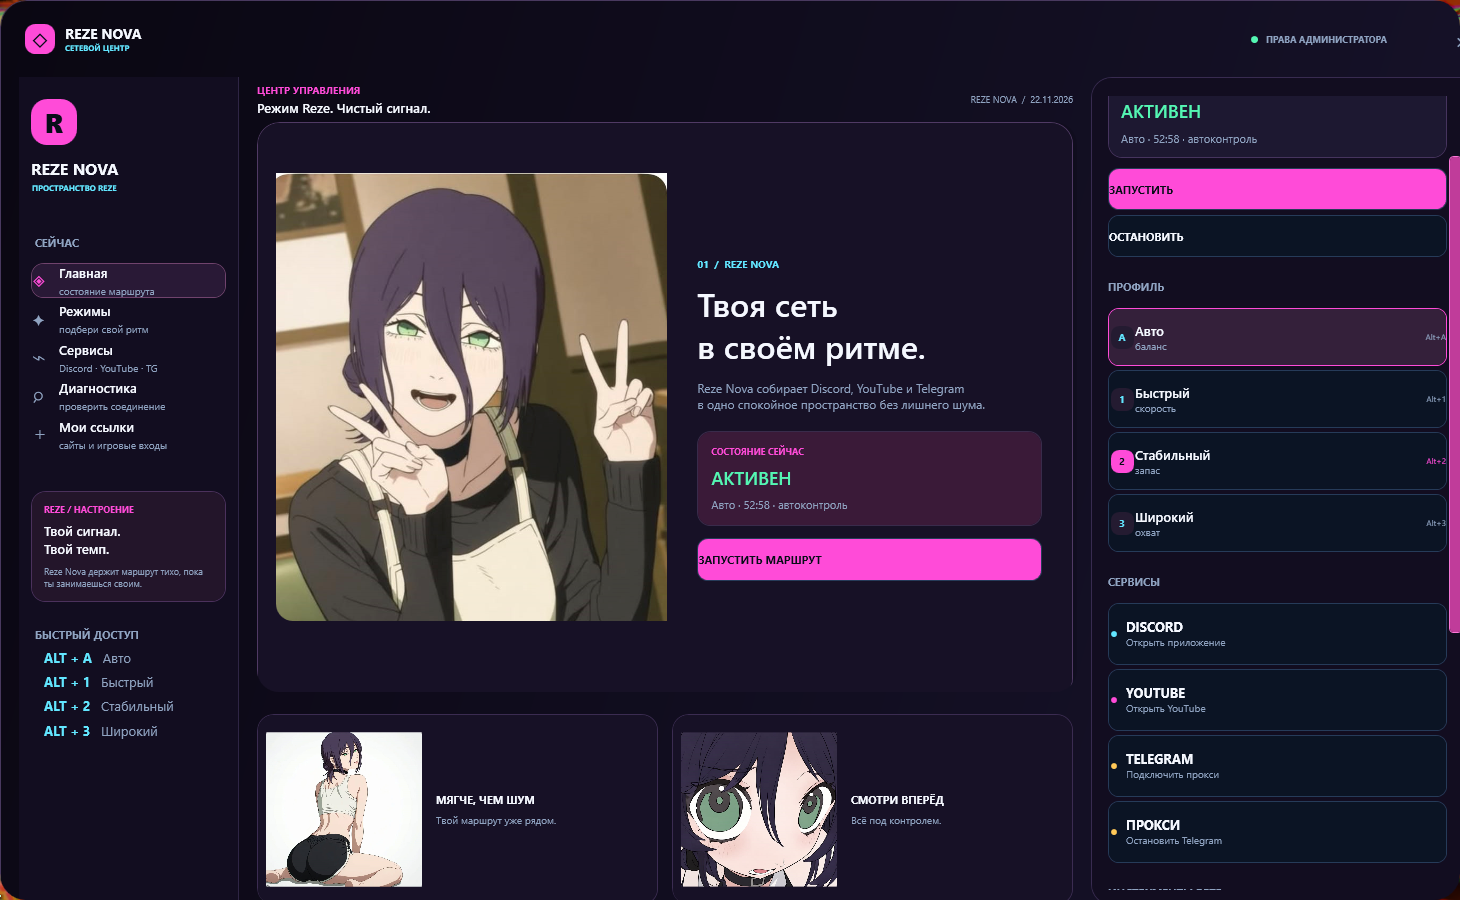 REZE NOVA
СЕТЕВОЙ ЦЕНТР
ПРАВА АДМИНИСТРАТОРА
R
REZE NOVA
ПРОСТРАНСТВО REZE
СЕЙЧАС
Главная
состояние маршрута
Режимы
подбери свой ритм
Сервисы
Discord · YouTube · TG
Диагностика
проверить соединение
Мои ссылки
сайты и игровые входы
REZE / НАСТРОЕНИЕ
Твой сигнал.
Твой темп.
Reze Nova держит маршрут тихо, пока
ты занимаешься своим.
БЫСТРЫЙ ДОСТУП
ALT + A Авто
ALT + 1 Быстрый
ALT + 2 Стабильный
ALT + 3 Широкий
ЦЕНТР УПРАВЛЕНИЯ
Режим Reze. Чистый сигнал.
REZE NOVA / 22.11.2026
01 / REZE NOVA
Твоя сеть
в своём ритме.
Reze Nova собирает Discord, YouTube и Telegram
в одно спокойное пространство без лишнего шума.
СОСТОЯНИЕ СЕЙЧАС
АКТИВЕН
Авто · 52:58 · автоконтроль
ЗАПУСТИТЬ МАРШРУТ
МЯГЧЕ, ЧЕМ ШУМ
Твой маршрут уже рядом.
СМОТРИ ВПЕРЁД
Всё под контролем.
АКТИВЕН
Авто · 52:58 · автоконтроль
ЗАПУСТИТЬ
ОСТАНОВИТЬ
ПРОФИЛЬ
A Авто Alt+A
баланс
1 Быстрый Alt+1
скорость
2 Стабильный Alt+2
запас
3 Широкий Alt+3
охват
СЕРВИСЫ
DISCORD
Открыть приложение
YOUTUBE
Открыть YouTube
TELEGRAM
Подключить прокси
ПРОКСИ
Остановить Telegram